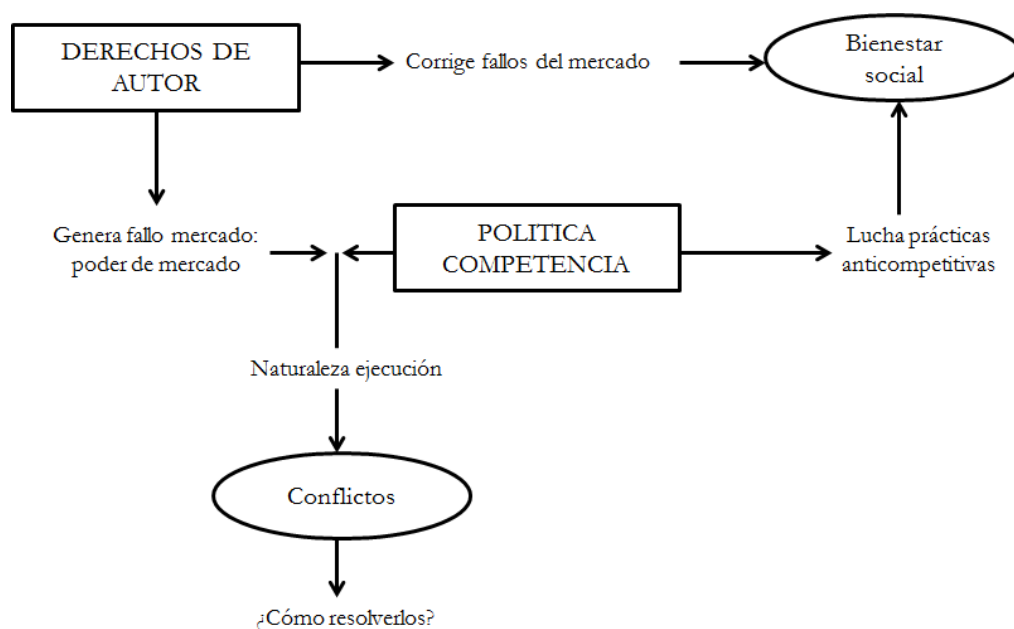 DERECHOS DE
AUTOR
Corrige fallos del mercado
Bienestar
social
Genera fallo mercado:
poder de mercado
POLITICA
COMPETENCIA
Lucha prácticas
anticompetitivas
Naturaleza ejecución
Conflictos
¿Cómo resolverlos?